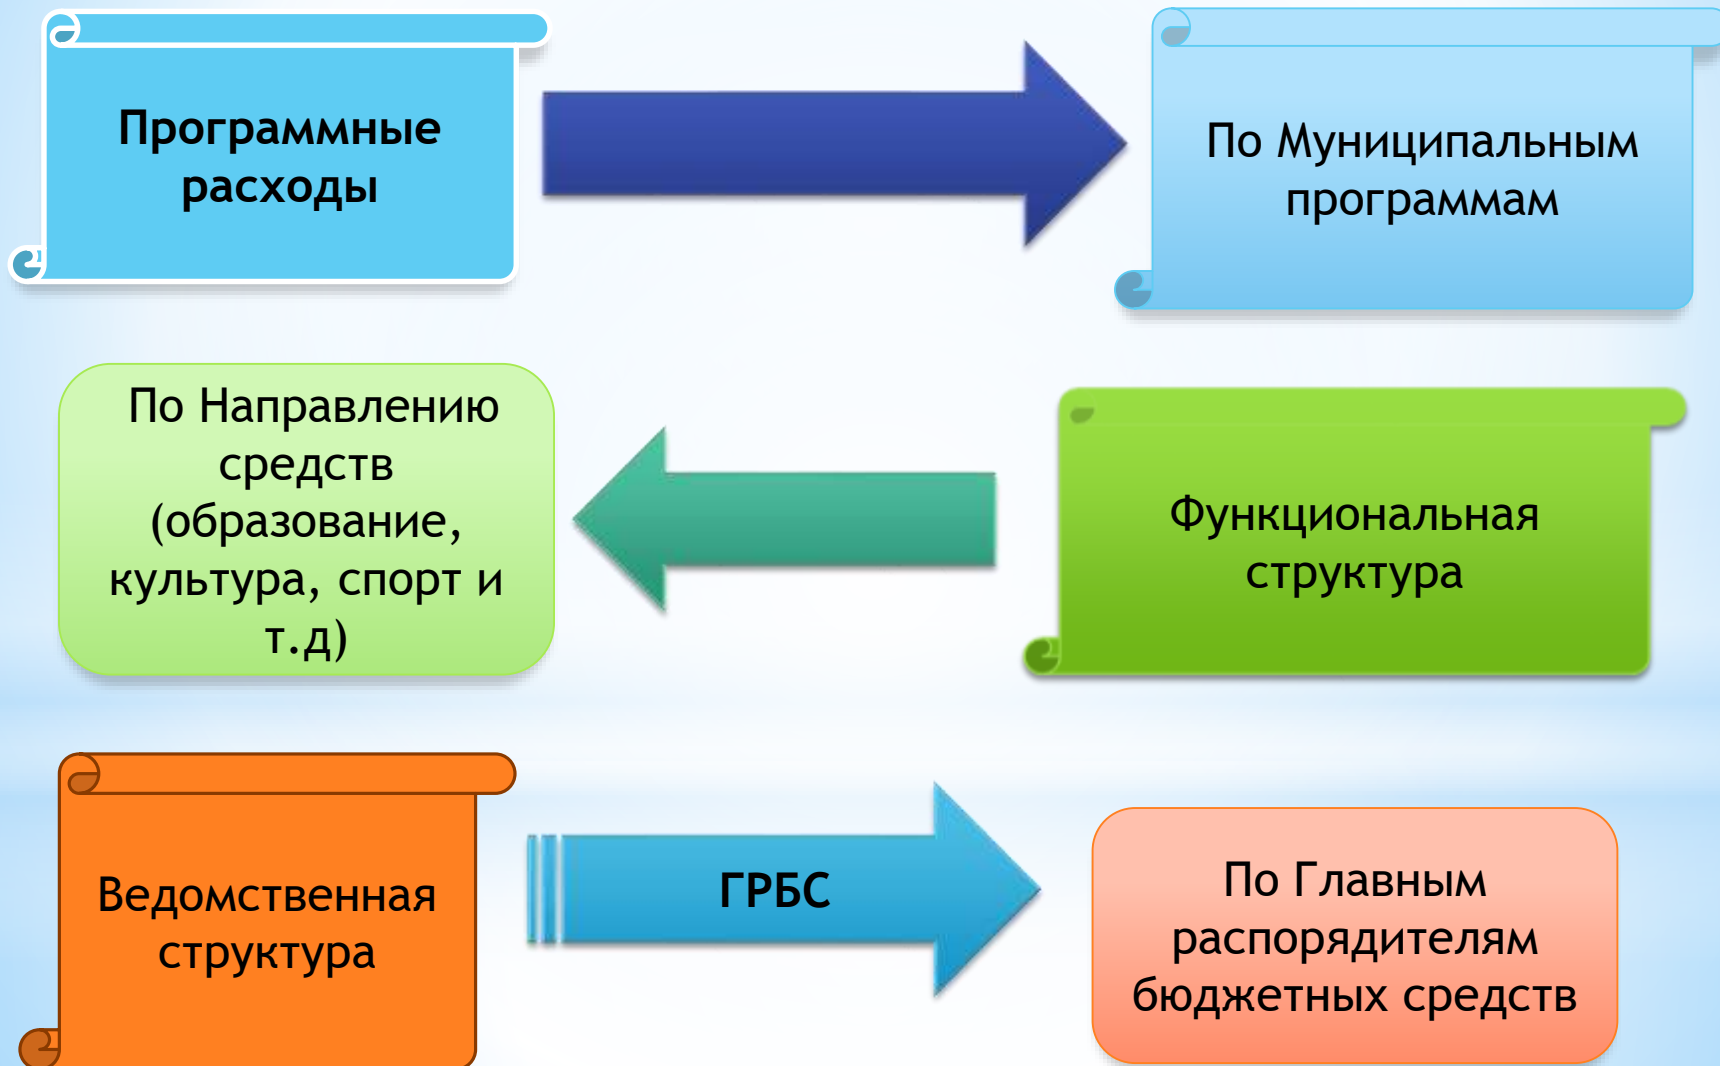 Программные
расходы
По Муниципальным
программам
По Направлению
средств
(образование,
культура, спорт и
т.д)
Функциональная
структура
Ведомственная
структура
ГРБС
По Главным
распорядителям
бюджетных средств